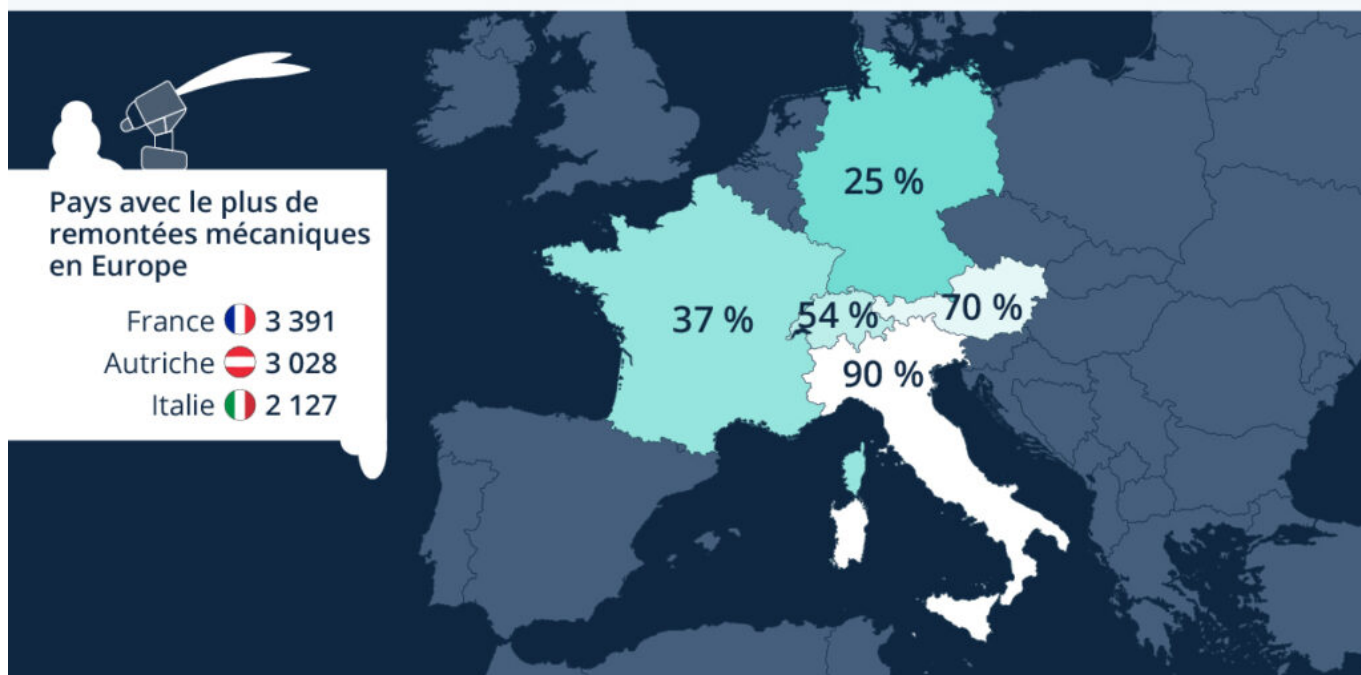 Pays avec le plus de
remontées mécaniques
en Europe
France 3 391
Autriche 3 028
Italie 2 127
25 %
37 %
54 %
70 %
90 %